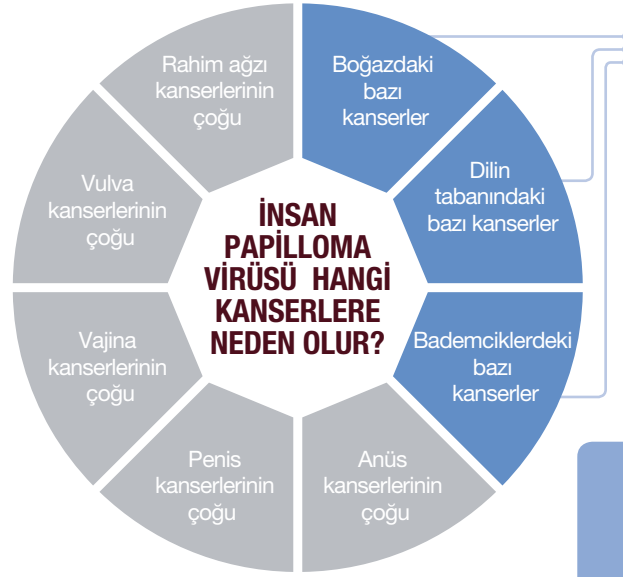 Rahim ağzı
kanserlerinin
çoğu
Boğazdaki
bazı
kanserler
Dilin
tabanındaki
bazı kanserler
Bademciklerdeki
bazı
kanserler
Anüs
kanserlerinin
çoğu
Penis
kanserlerinin
çoğu
Vajina
kanserlerinin
çoğu
Vulva
kanserlerinin
çoğu
İNSAN
PAPİLLOMA
VİRÜSÜ HANGİ
KANSERLERE
NEDEN OLUR?